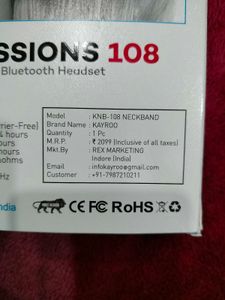 SSIONS 108
Bluetooth Headset
rrier-Free)
4 hours
hours
hours
ohms
Hz
Model : KNB-108 NECKBAND
Brand Name : KAYROO
Quantity : 1 Pc
M.R.P. : ₹ 2099 (Inclusive of all taxes)
Mkt.By : REX MARKETING
Indore (India)
Email : infokayroo@gmail.com
Customer : +91-7987210211
ndia
CE FC RoHS